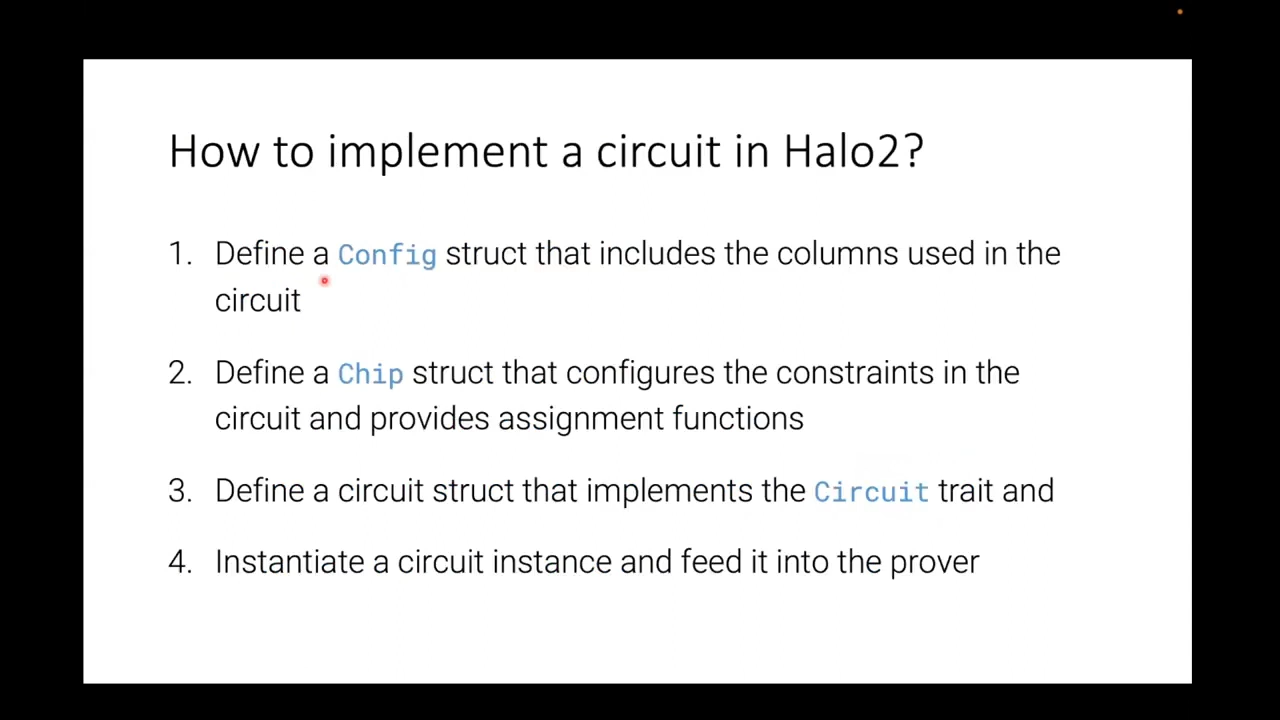 How to implement a circuit in Halo2?
1. Define a Config struct that includes the columns used in the
circuit
2. Define a Chip struct that configures the constraints in the
circuit and provides assignment functions
3. Define a circuit struct that implements the Circuit trait and
4. Instantiate a circuit instance and feed it into the prover